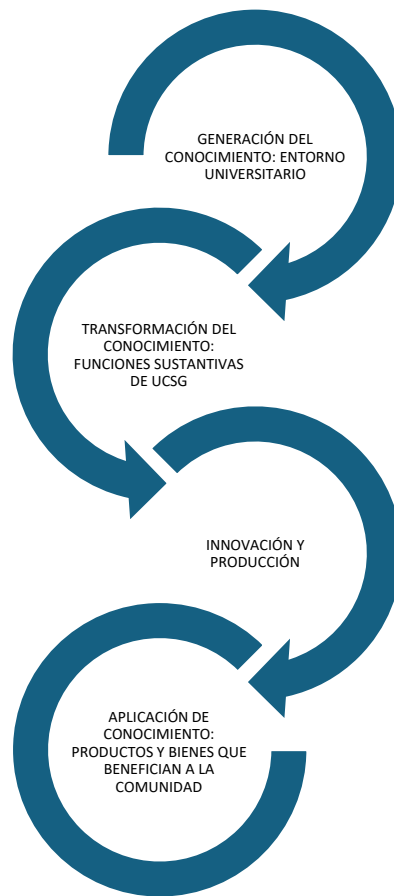 GENERACIÓN DEL
CONOCIMIENTO: ENTORNO
UNIVERSITARIO
TRANSFORMACIÓN DEL
CONOCIMIENTO:
FUNCIONES SUSTANTIVAS
DE UCSG
INNOVACIÓN Y
PRODUCCIÓN
APLICACIÓN DE
CONOCIMIENTO:
PRODUCTOS Y BIENES QUE
BENEFICIAN A LA
COMUNIDAD